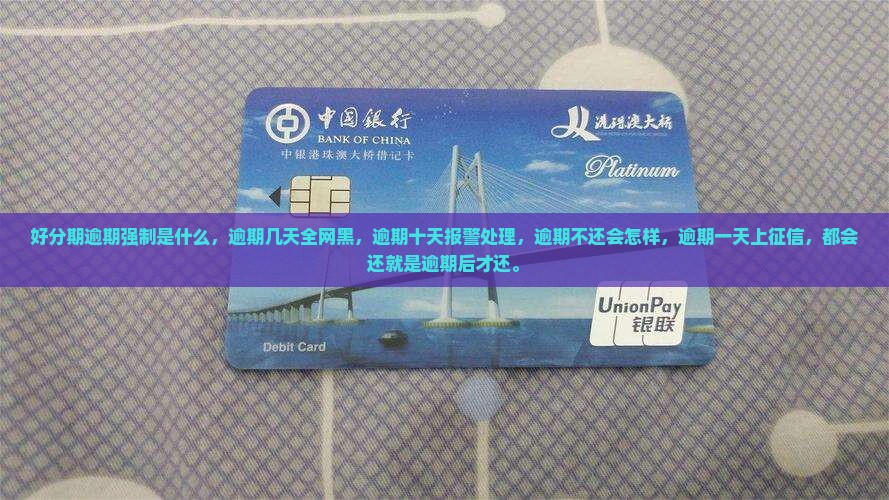 中国银行
BANK OF CHINA
中银港珠澳大桥借记卡
港珠澳大桥
Platinum
好分期逾期强制是什么，逾期几天全网黑，逾期十天报警处理，逾期不还会怎样，逾期一天上征信，都会
还就是逾期后才还。
UnionPay
银联
Debit Card